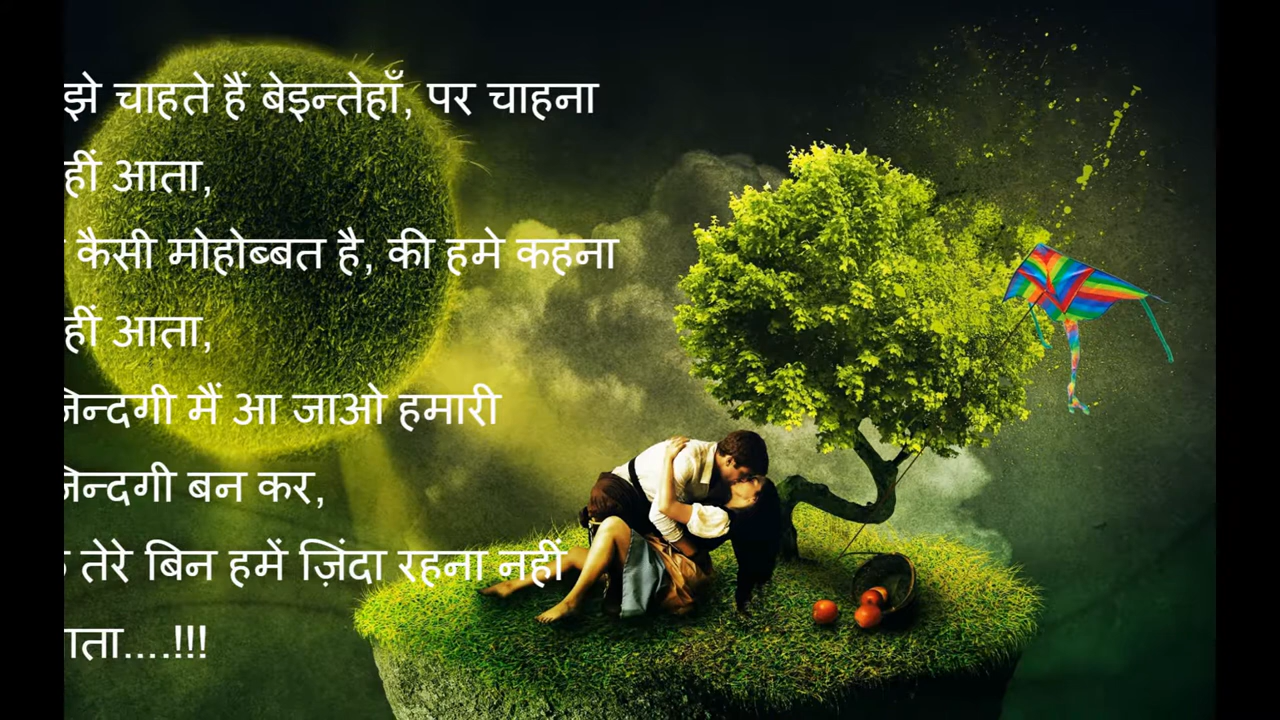 चाहते हैं बेइन्तेहाँ, पर चाहना
आता,
कैसी मोहोब्बत है, की हमे कहना
आता,
मैं आ जाओ हमारी
बन कर,
तेरे बिन हमें ज़िंदा रहना नहीं